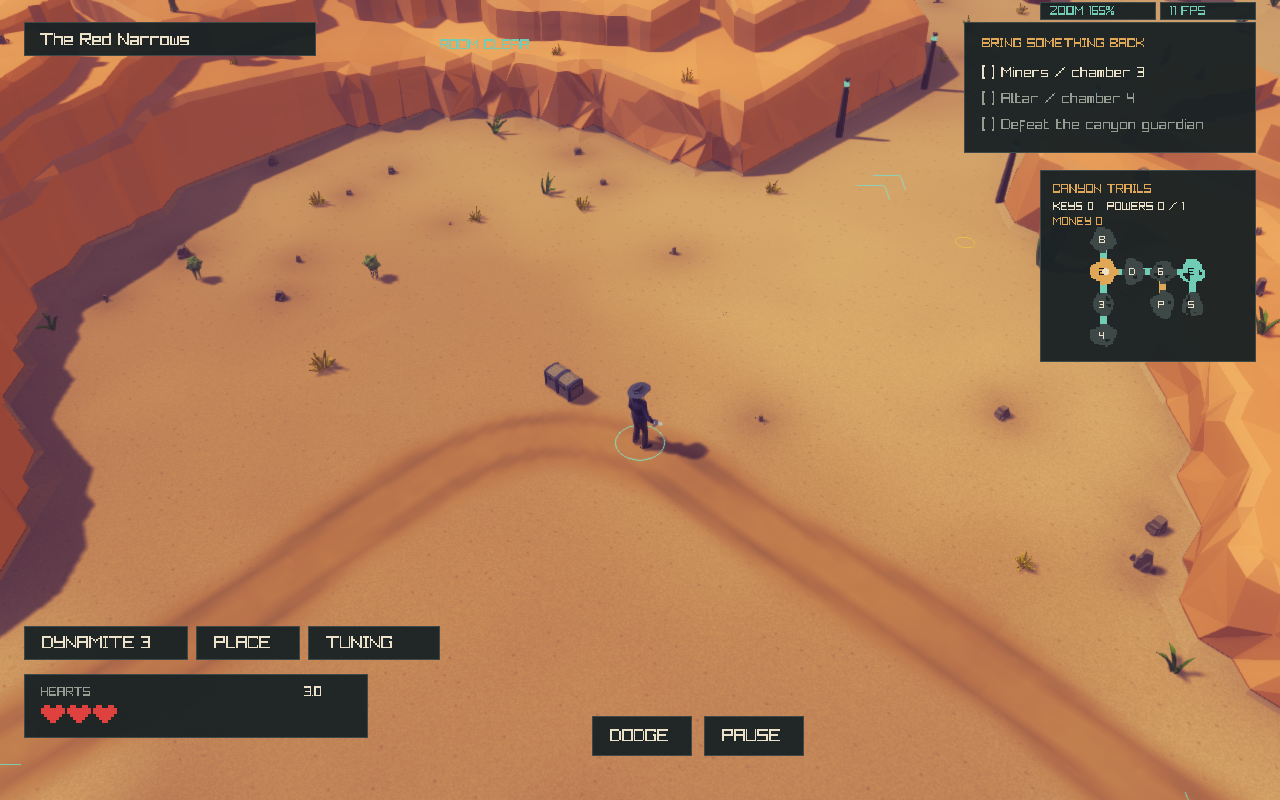 ZOOM 165%
11 FPS
The Red Narrows
ROOM CLEAR
BRING SOMETHING BACK
[ ] Miners / chamber 3
[ ] Altar / chamber 4
[ ] Defeat the canyon guardian
CANYON TRAILS
KEYS 0 POWERS 0 / 1
MONEY 0
B
6
3
P
S
4
DYNAMITE 3
PLACE
TUNING
HEARTS
3.0
DODGE
PAUSE